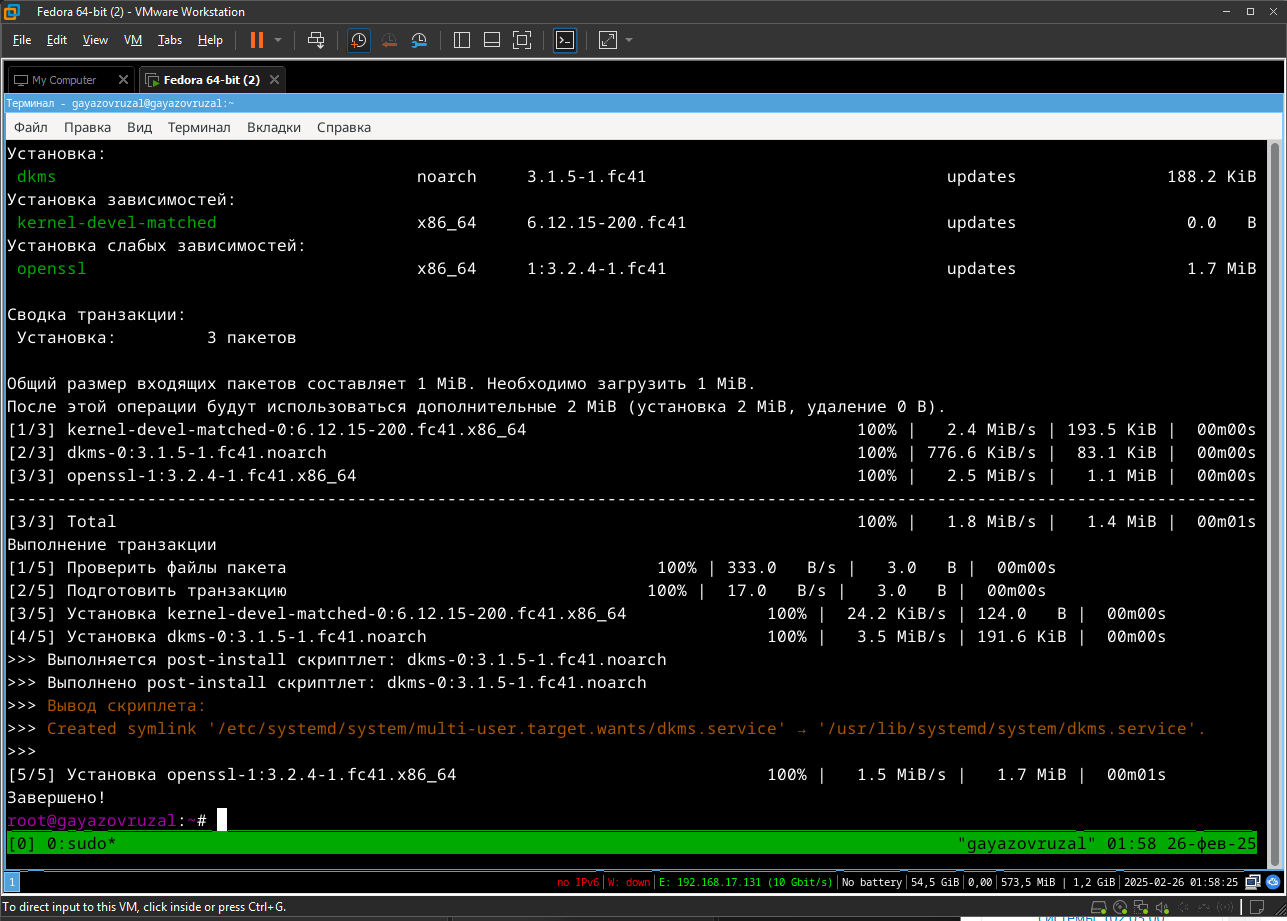 Fedora 64-bit (2) - VMware Workstation
File Edit View VM Tabs Help
My Computer Fedora 64-bit (2)
Терминал - gayazovruzal@gayazovruzal:~
Файл Правка Вид Терминал Вкладки Справка
Установка:
dkms noarch 3.1.5-1.fc41 updates 188.2 KiB
Установка зависимостей:
kernel-devel-matched x86_64 6.12.15-200.fc41 updates 0.0 B
Установка слабых зависимостей:
openssl x86_64 1:3.2.4-1.fc41 updates 1.7 MiB
Сводка транзакции:
Установка: 3 пакетов
Общий размер входящих пакетов составляет 1 MiB. Необходимо загрузить 1 MiB.
После этой операции будут использоваться дополнительные 2 MiB (установка 2 MiB, удаление 0 B).
[1/3] kernel-devel-matched-0:6.12.15-200.fc41.x86_64 100% | 2.4 MiB/s | 193.5 KiB | 00m00s
[2/3] dkms-0:3.1.5-1.fc41.noarch 100% | 776.6 KiB/s | 83.1 KiB | 00m00s
[3/3] openssl-1:3.2.4-1.fc41.x86_64 100% | 2.5 MiB/s | 1.1 MiB | 00m00s
--------------------------------------------------------------------------------
[3/3] Total 100% | 1.8 MiB/s | 1.4 MiB | 00m01s
Выполнение транзакции
[1/5] Проверить файлы пакета 100% | 333.0 B/s | 3.0 B | 00m00s
[2/5] Подготовить транзакцию 100% | 17.0 B/s | 3.0 B | 00m00s
[3/5] Установка kernel-devel-matched-0:6.12.15-200.fc41.x86_64 100% | 24.2 KiB/s | 124.0 B | 00m00s
[4/5] Установка dkms-0:3.1.5-1.fc41.noarch 100% | 3.5 MiB/s | 191.6 KiB | 00m00s
>>> Выполняется post-install скриптлет: dkms-0:3.1.5-1.fc41.noarch
>>> Выполнено post-install скриптлет: dkms-0:3.1.5-1.fc41.noarch
>>> Вывод скриплета:
>>> Created symlink '/etc/systemd/system/multi-user.target.wants/dkms.service' → '/usr/lib/systemd/system/dkms.service'.
>>>
[5/5] Установка openssl-1:3.2.4-1.fc41.x86_64 100% | 1.5 MiB/s | 1.7 MiB | 00m01s
Завершено!
root@gayazovruzal:~#
[0] 0:sudo* "gayazovruzal" 01:58 26-фев-25
1 no IPv6 | W: down | E: 192.168.17.131 (10 Gbit/s) | No battery | 54,5 GiB | 0,00 | 573,5 MiB | 1,2 GiB | 2025-02-26 01:58:25
To direct input to this VM, click inside or press Ctrl+G.